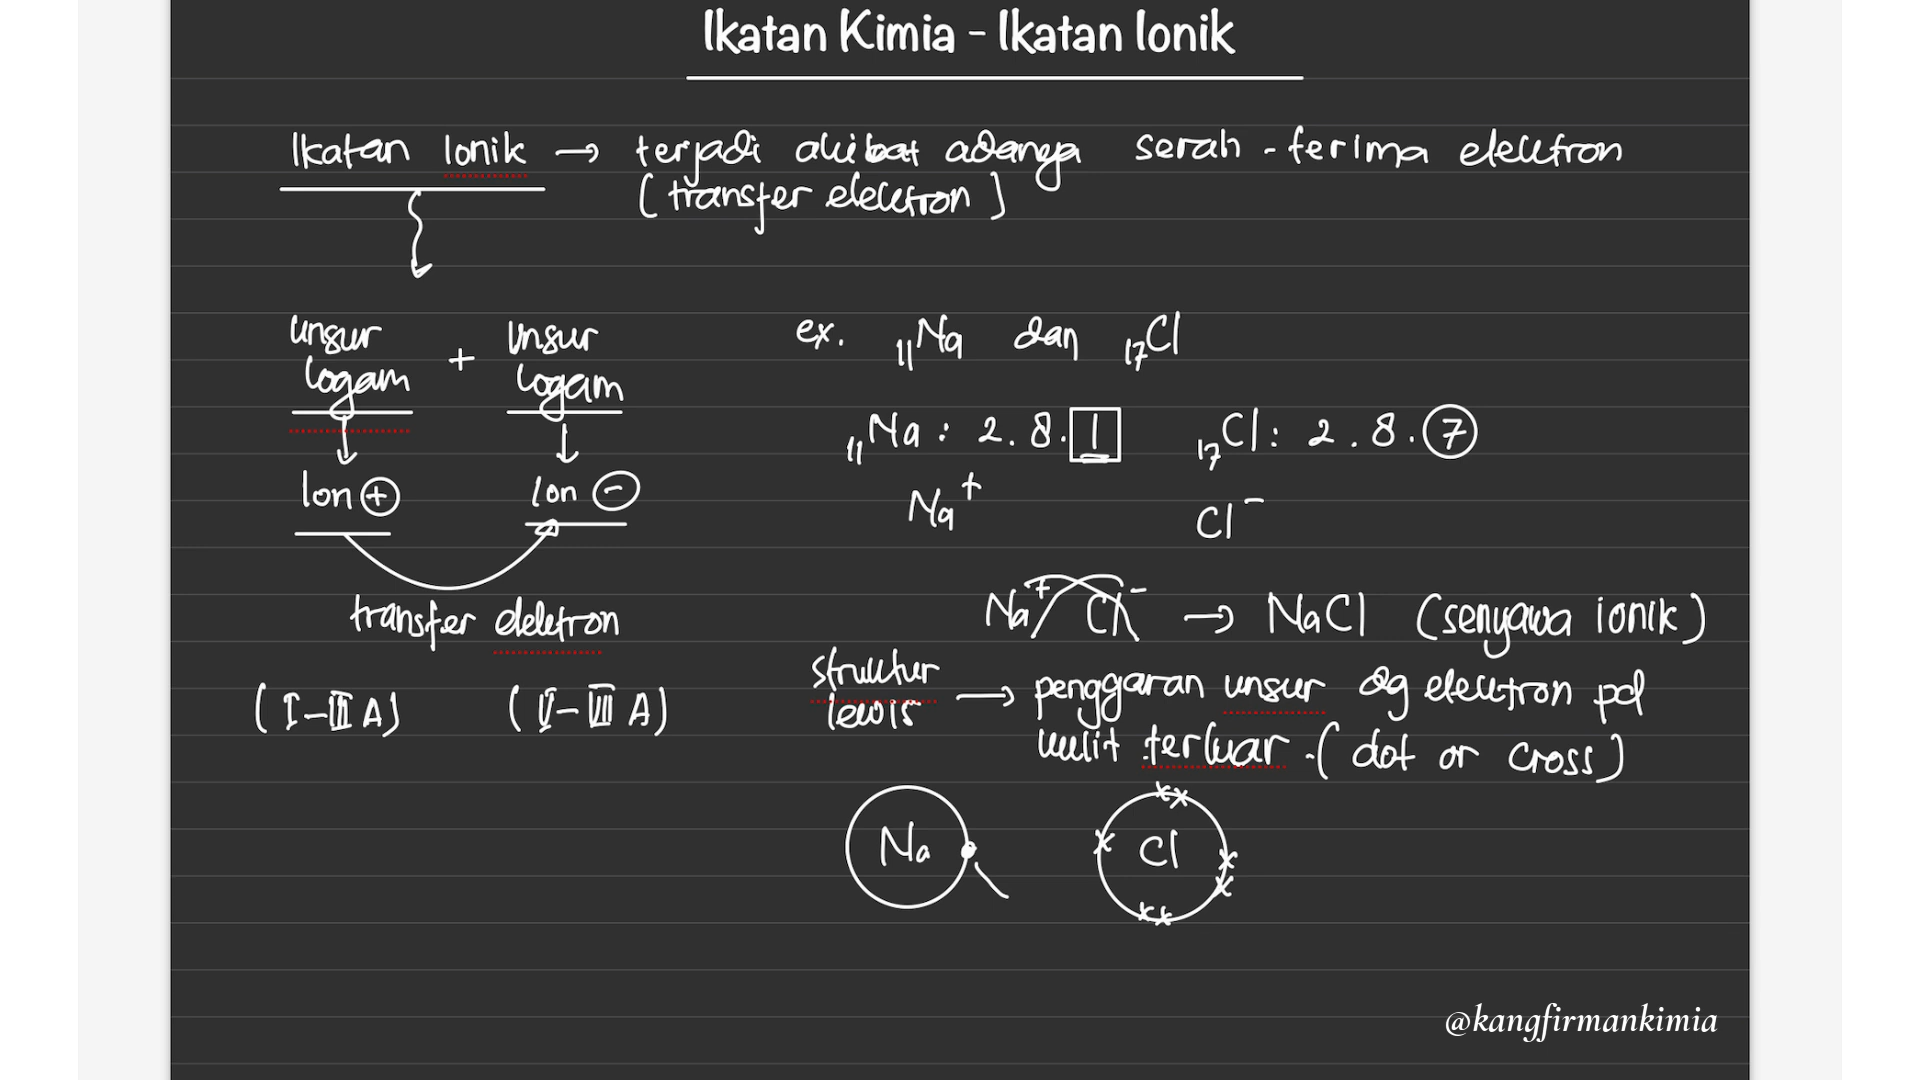 Ikatan Kimia - Ikatan Ionik
Ikatan Ionik → terjadi akibat adanya serah - terima elektron
(transfer elektron)
unsur logam + unsur logam
Ion ⊕ Ion ⊖
transfer elektron
(I-III A) (V-VII A)
ex. ₁₁Na dan ₁₇Cl
₁₁Na : 2.8.1 ₁₇Cl : 2.8.7
Na⁺ Cl⁻
Na⁺ Cl⁻ → NaCl (senyawa ionik)
struktur lewis → penggaran unsur dg elektron pd
kulit terluar . (dot or cross)
Na Cl
@kangfirmankimia